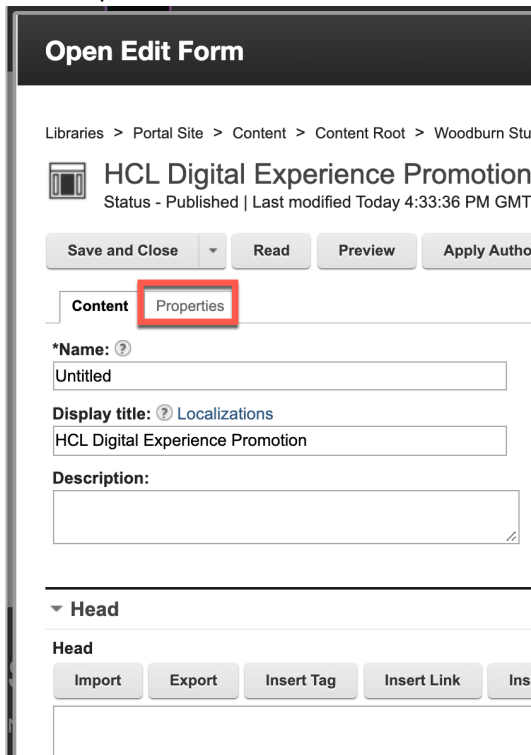 Open Edit Form
Libraries > Portal Site > Content > Content Root > Woodburn Stu
HCL Digital Experience Promotion
Status - Published | Last modified Today 4:33:36 PM GMT
Save and Close Read Preview Apply Autho
Content Properties
*Name: ?
Untitled
Display title: ? Localizations
HCL Digital Experience Promotion
Description:
Head
Head
Import Export Insert Tag Insert Link Ins